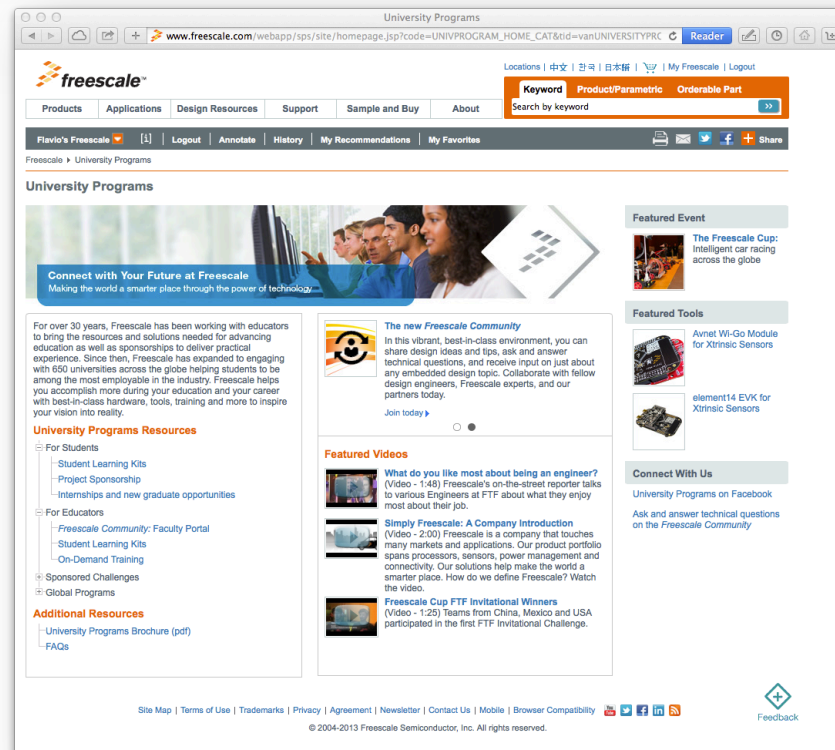 University Programs
www.freescale.com/webapp/sps/site/homepage.jsp?code=UNIVPROGRAM_HOME_CAT&tid=vanUNIVERSITYPRC
Reader
freescale™
Locations | 中文 | 한국 | 日本語 | | My Freescale | Logout
Products Applications Design Resources Support Sample and Buy About
Keyword Product/Parametric Orderable Part
Search by keyword
Flavio's Freescale [i] Logout | Annotate | History | My Recommendations | My Favorites
Share
Freescale ▸ University Programs
University Programs
Connect with Your Future at Freescale
Making the world a smarter place through the power of technology
For over 30 years, Freescale has been working with educators
to bring the resources and solutions needed for advancing
education as well as sponsorships to deliver practical
experience. Since then, Freescale has expanded to engaging
with 650 universities across the globe helping students to be
among the most employable in the industry. Freescale helps
you accomplish more during your education and your career
with best-in-class hardware, tools, training and more to inspire
your vision into reality.
University Programs Resources
For Students
Student Learning Kits
Project Sponsorship
Internships and new graduate opportunities
For Educators
Freescale Community: Faculty Portal
Student Learning Kits
On-Demand Training
Sponsored Challenges
Global Programs
Additional Resources
University Programs Brochure (pdf)
FAQs
The new Freescale Community
In this vibrant, best-in-class environment, you can
share design ideas and tips, ask and answer
technical questions, and receive input on just about
any embedded design topic. Collaborate with fellow
design engineers, Freescale experts, and our
partners today.
Join today
Featured Videos
What do you like most about being an engineer?
(Video - 1:48) Freescale's on-the-street reporter talks
to various Engineers at FTF about what they enjoy
most about their job.
Simply Freescale: A Company Introduction
(Video - 2:00) Freescale is a company that touches
many markets and applications. Our product portfolio
spans processors, sensors, power management and
connectivity. Our solutions help make the world a
smarter place. How do we define Freescale? Watch
the video.
Freescale Cup FTF Invitational Winners
(Video - 1:25) Teams from China, Mexico and USA
participated in the first FTF Invitational Challenge.
Featured Event
The Freescale Cup:
Intelligent car racing
across the globe
Featured Tools
Avnet Wi-Go Module
for Xtrinsic Sensors
element14 EVK for
Xtrinsic Sensors
Connect With Us
University Programs on Facebook
Ask and answer technical questions
on the Freescale Community
Site Map | Terms of Use | Trademarks | Privacy | Agreement | Newsletter | Contact Us | Mobile | Browser Compatibility
Feedback
© 2004-2013 Freescale Semiconductor, Inc. All rights reserved.